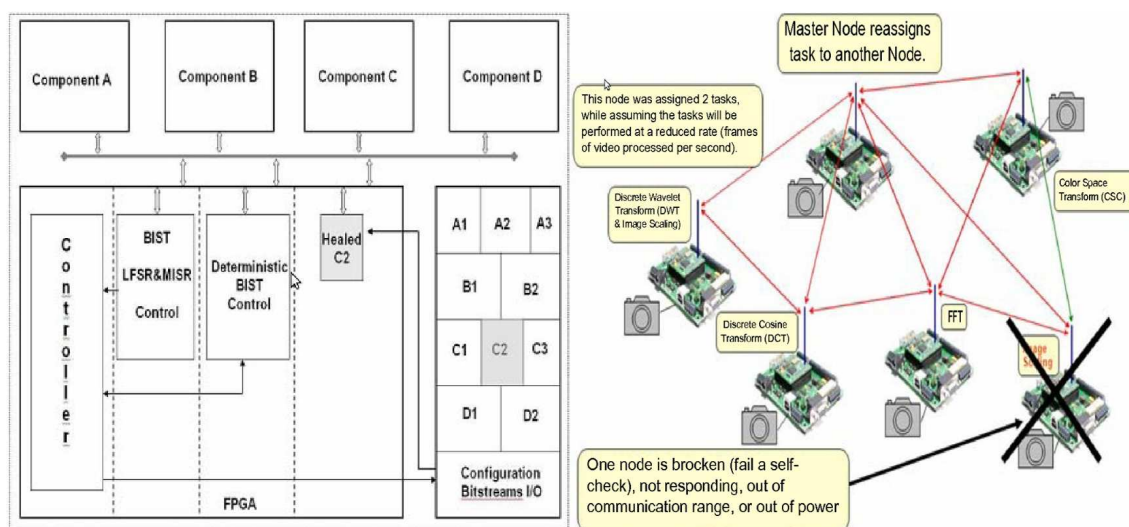 Component A
Component B
Component C
Component D
Controller
BIST
LFSR&MISR
Control
Deterministic
BIST
Control
Healed
C2
A1
A2
A3
B1
B2
C1
C2
C3
D1
D2
Configuration
Bitstreams I/O
FPGA
Master Node reassigns
task to another Node.
This node was assigned 2 tasks,
while assuming the tasks will be
performed at a reduced rate (frames
of video processed per second).
Discrete Wavelet
Transform (DWT
& Image Scaling)
Color Space
Transform (CSC)
Discrete Cosine
Transform (DCT)
FFT
Image
Scaling
One node is brocken (fail a self-
check), not responding, out of
communication range, or out of power